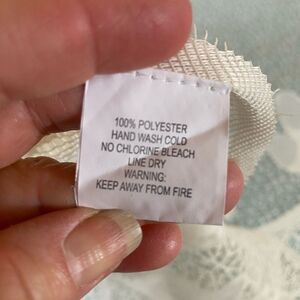 100% POLYESTER
HAND WASH COLD
NO CHLORINE BLEACH
LINE DRY
WARNING:
KEEP AWAY FROM FIRE